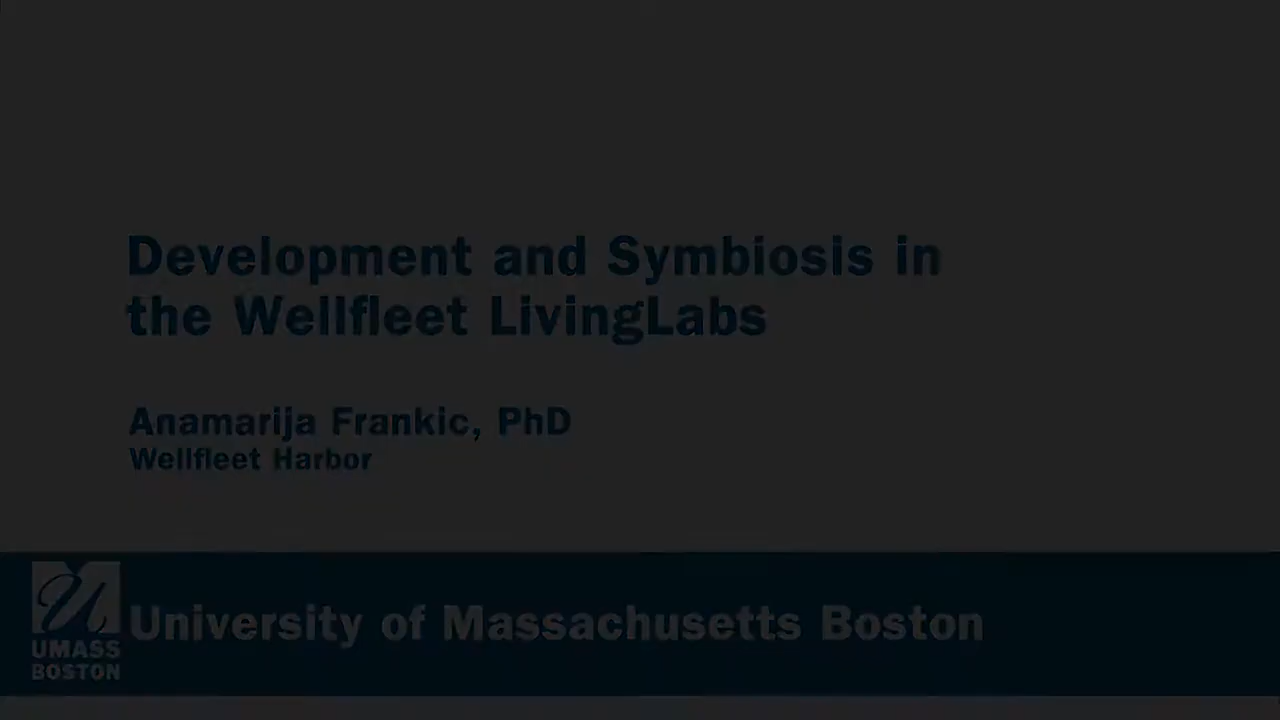 Development and Symbiosis in
the Wellfleet LivingLabs
Anamarija Frankic, PhD
Wellfleet Harbor
UMASS
BOSTON
University of Massachusetts Boston